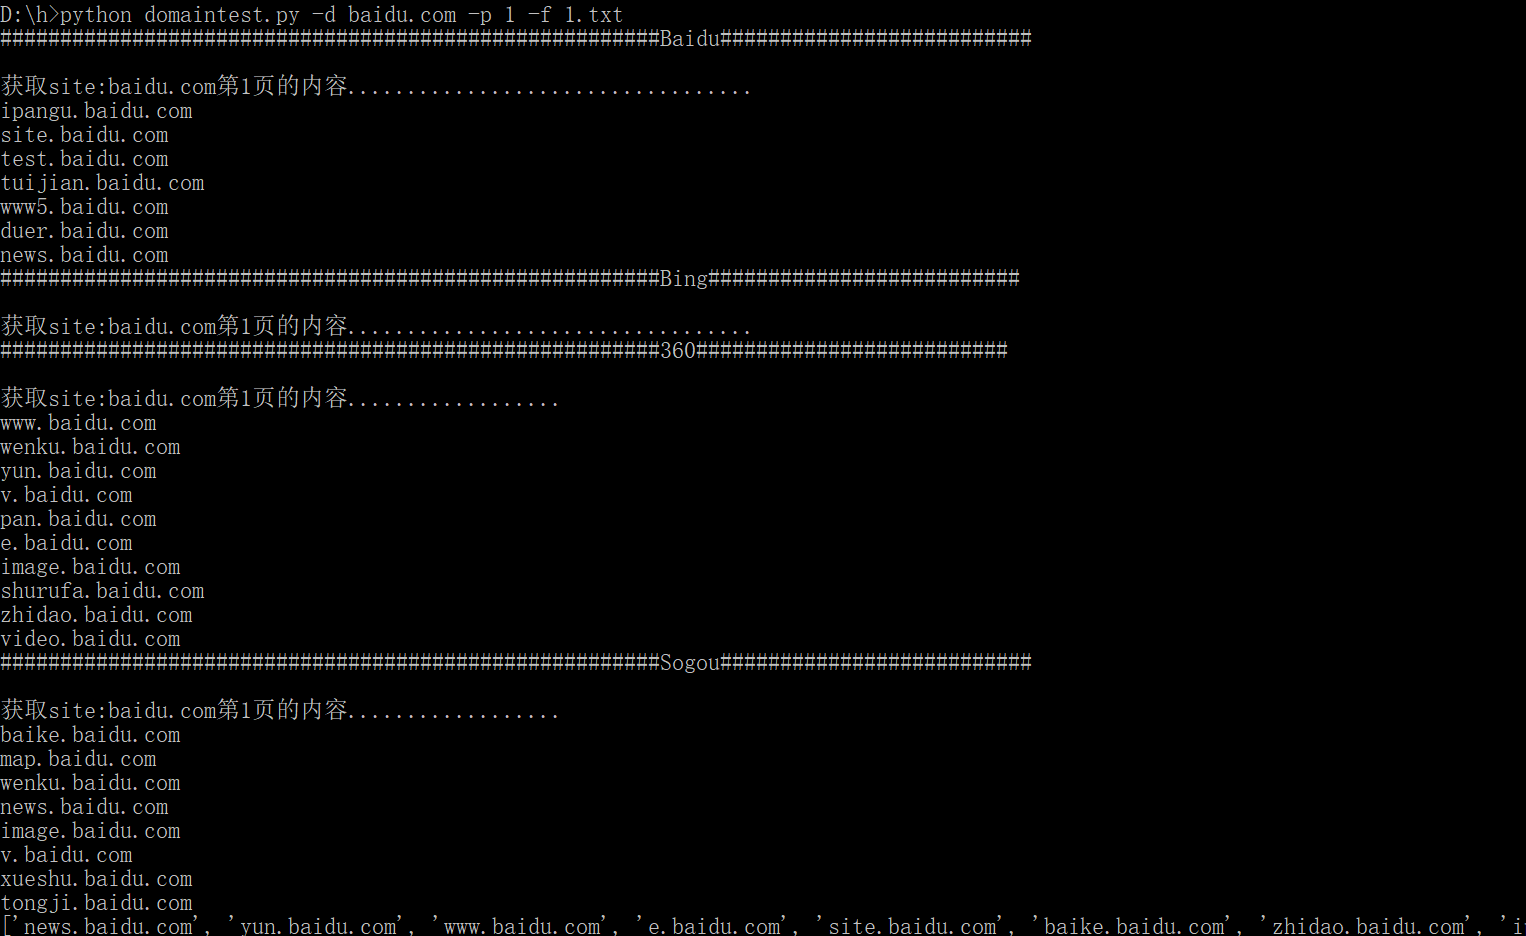 D:\h>python domaintest.py -d baidu.com -p 1 -f 1.txt
#######################################################Baidu##########################
获取site:baidu.com第1页的内容..................................
ipangu.baidu.com
site.baidu.com
test.baidu.com
tuijian.baidu.com
www5.baidu.com
duer.baidu.com
news.baidu.com
#######################################################Bing##########################
获取site:baidu.com第1页的内容..................................
#######################################################360##########################
获取site:baidu.com第1页的内容..................
www.baidu.com
wenku.baidu.com
yun.baidu.com
v.baidu.com
pan.baidu.com
e.baidu.com
image.baidu.com
shurufa.baidu.com
zhidao.baidu.com
video.baidu.com
#######################################################Sogou##########################
获取site:baidu.com第1页的内容..................
baike.baidu.com
map.baidu.com
wenku.baidu.com
news.baidu.com
image.baidu.com
v.baidu.com
xueshu.baidu.com
tongji.baidu.com
['news.baidu.com', 'yun.baidu.com', 'www.baidu.com', 'e.baidu.com', 'site.baidu.com', 'baike.baidu.com', 'zhidao.baidu.com',